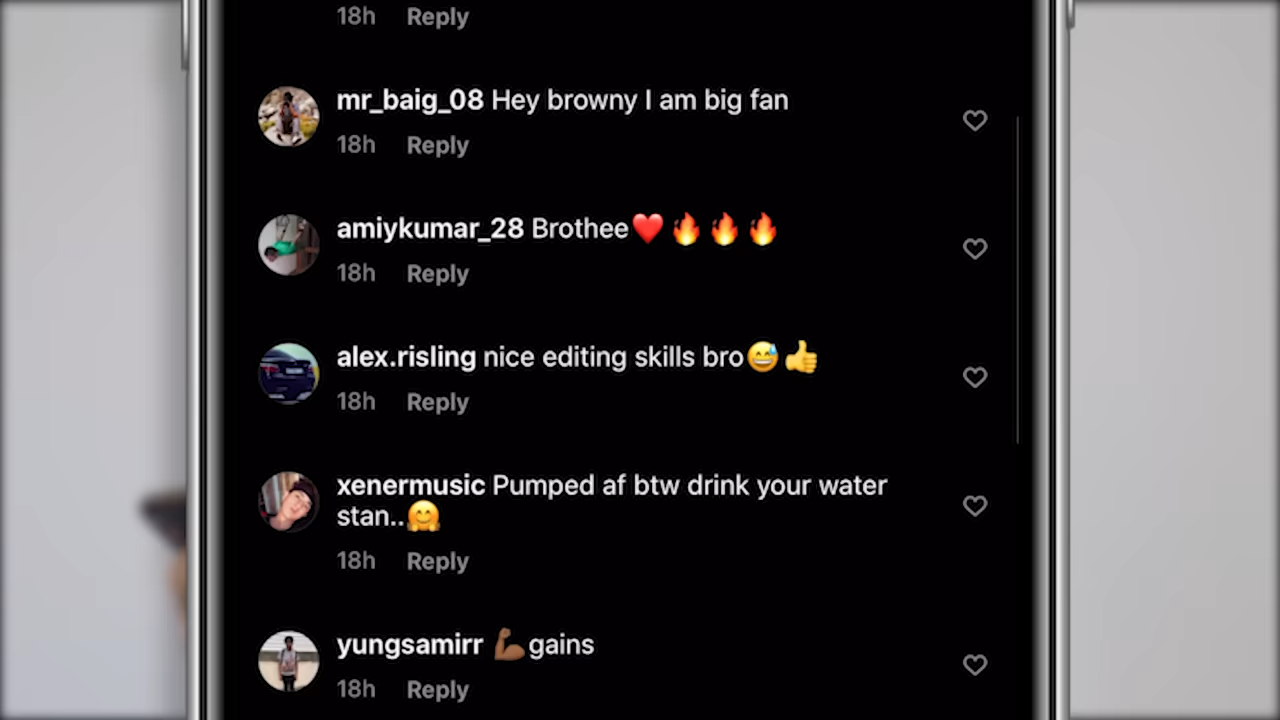 18h Reply
mr_baig_08 Hey browny I am big fan
18h Reply
amiykumar_28 Brothee❤️🔥🔥🔥
18h Reply
alex.risling nice editing skills bro😅👍
18h Reply
xenermusic Pumped af btw drink your water
stan..🤗
18h Reply
yungsamirr 💪🏾gains
18h Reply